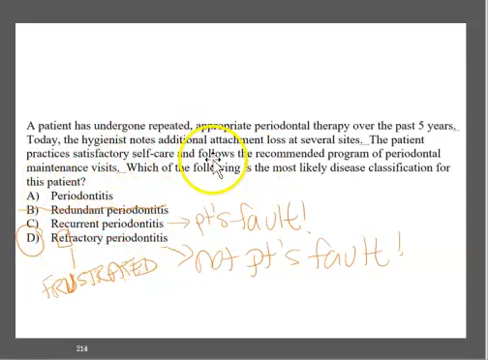 A patient has undergone repeated, appropriate periodontal therapy over the past 5 years.
Today, the hygienist notes additional attachment loss at several sites. The patient
practices satisfactory self-care and follows the recommended program of periodontal
maintenance visits. Which of the following is the most likely disease classification for
this patient?
A) Periodontitis
B) Redundant periodontitis
C) Recurrent periodontitis → pt's fault!
D) Refractory periodontitis → not pt's fault!
FRUSTRATED
214